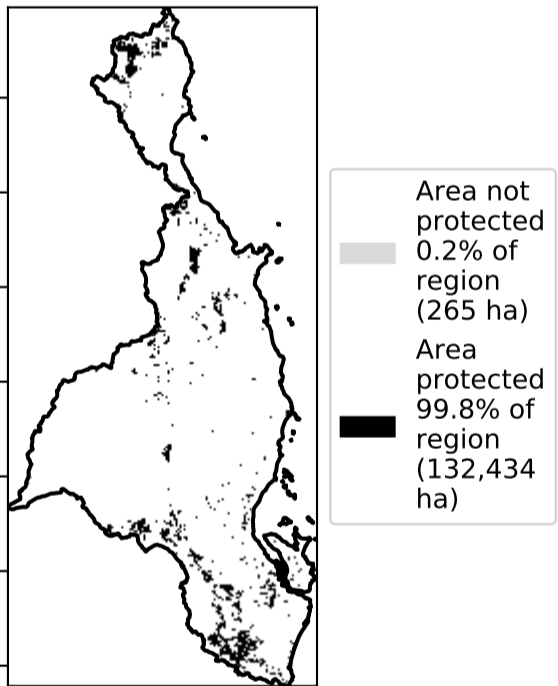 Area not
protected
0.2% of
region
(265 ha)
Area
protected
99.8% of
region
(132,434
ha)